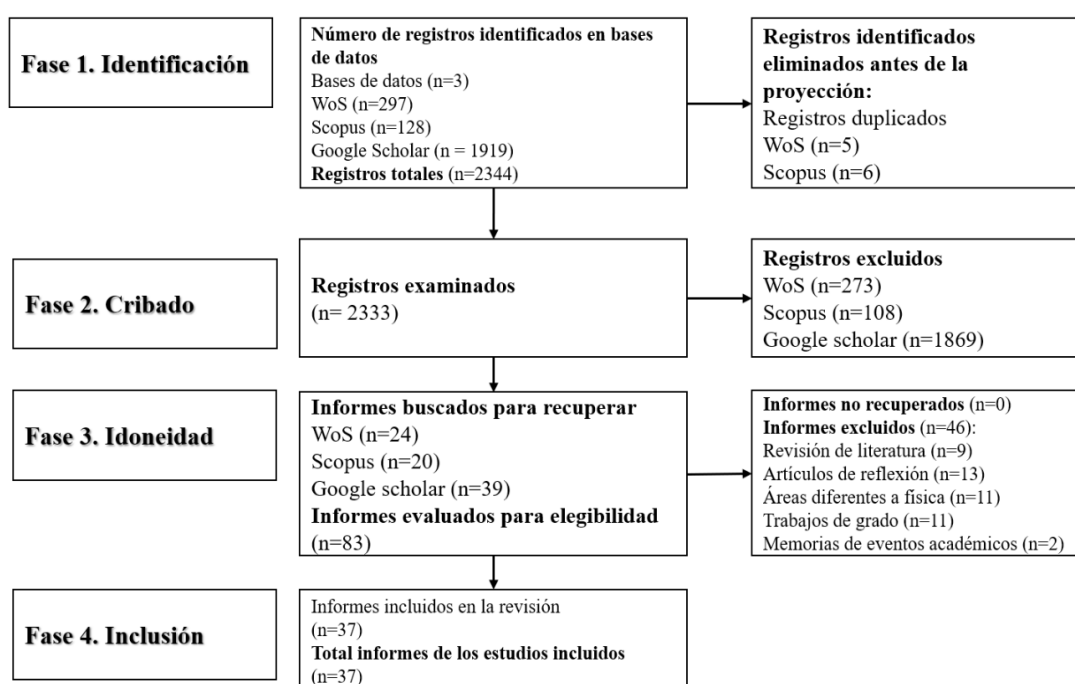 Fase 1. Identificación
Número de registros identificados en bases
de datos
Bases de datos (n=3)
WoS (n=297)
Scopus (n=128)
Google Scholar (n = 1919)
Registros totales (n=2344)
Registros identificados
eliminados antes de la
proyección:
Registros duplicados
WoS (n=5)
Scopus (n=6)
Fase 2. Cribado
Registros examinados
(n= 2333)
Registros excluidos
WoS (n=273)
Scopus (n=108)
Google scholar (n=1869)
Fase 3. Idoneidad
Informes buscados para recuperar
WoS (n=24)
Scopus (n=20)
Google scholar (n=39)
Informes evaluados para elegibilidad
(n=83)
Informes no recuperados (n=0)
Informes excluidos (n=46):
Revisión de literatura (n=9)
Artículos de reflexión (n=13)
Áreas diferentes a física (n=11)
Trabajos de grado (n=11)
Memorias de eventos académicos (n=2)
Fase 4. Inclusión
Informes incluidos en la revisión
(n=37)
Total informes de los estudios incluidos
(n=37)